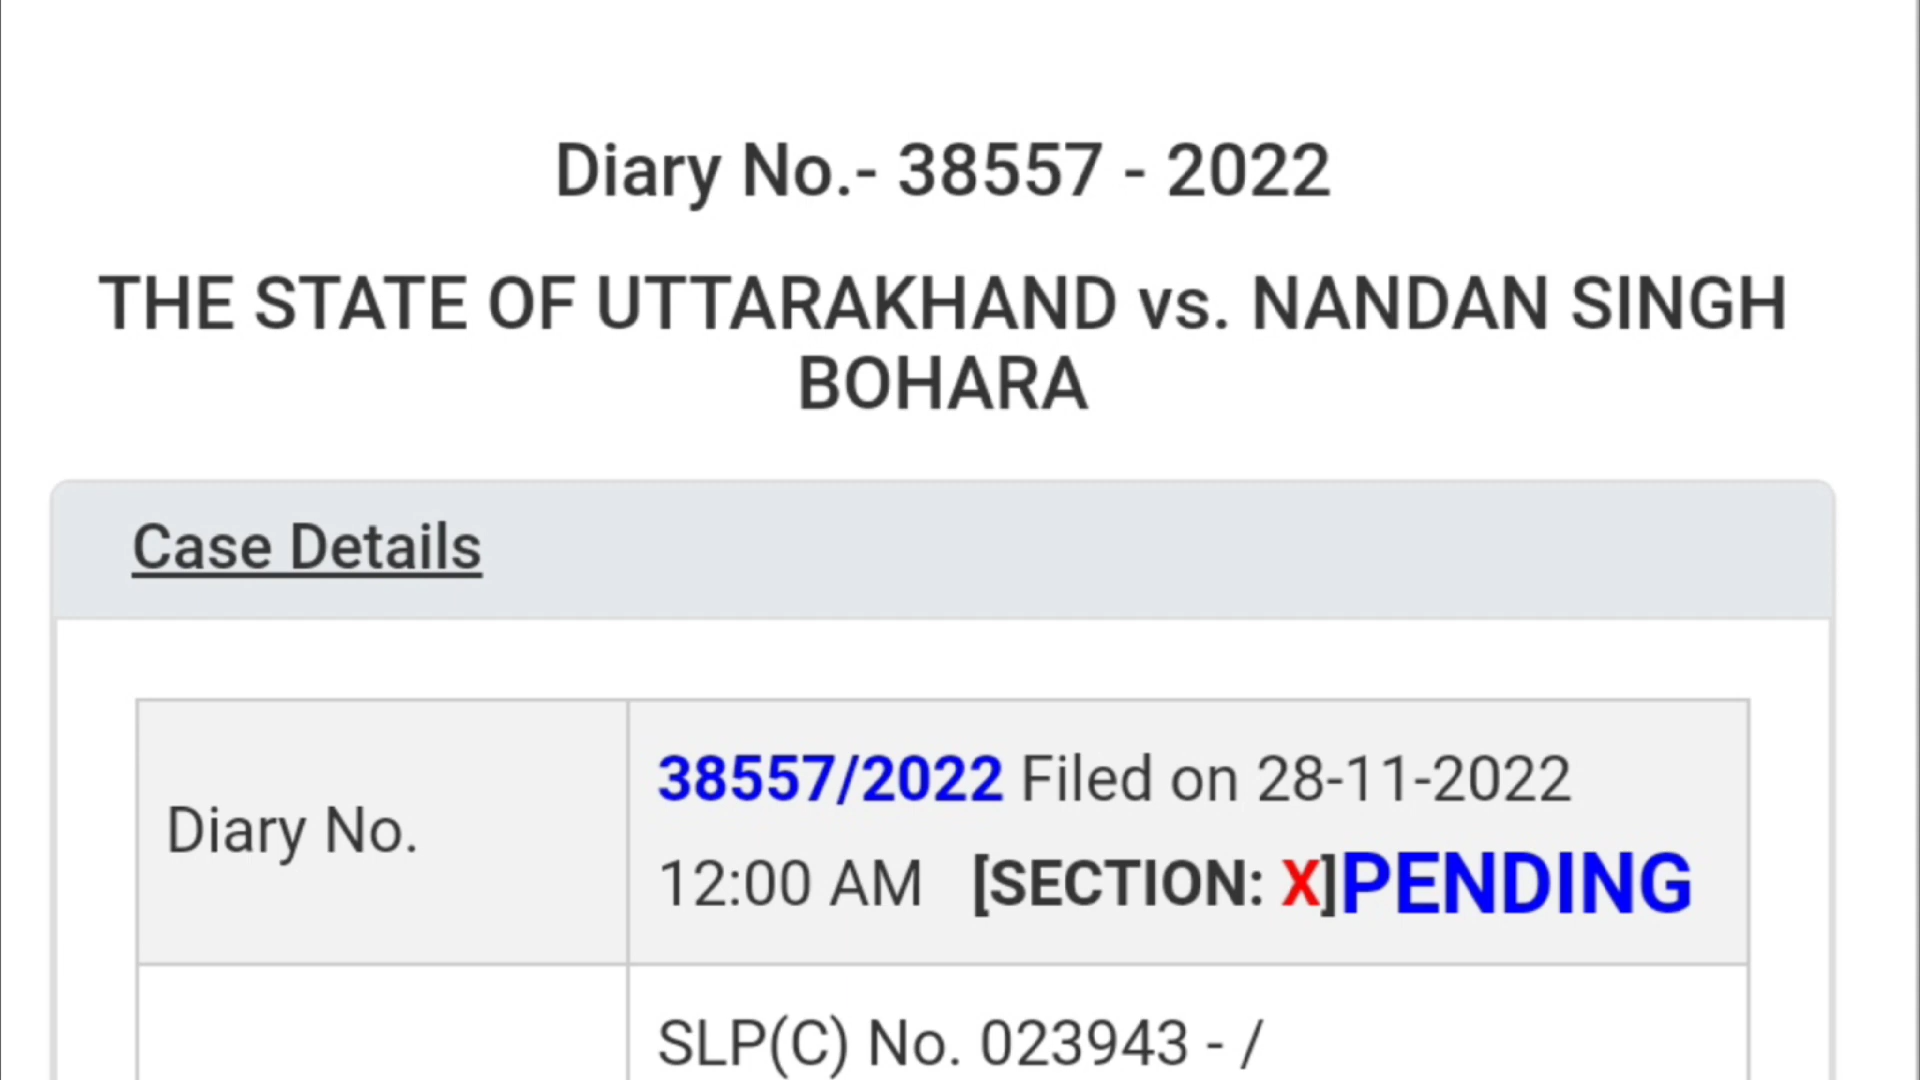 Diary No.- 38557 - 2022
THE STATE OF UTTARAKHAND vs. NANDAN SINGH
BOHARA
Case Details
Diary No.
38557/2022 Filed on 28-11-2022
12:00 AM [SECTION: X]PENDING
SLP(C) No. 023943 - /